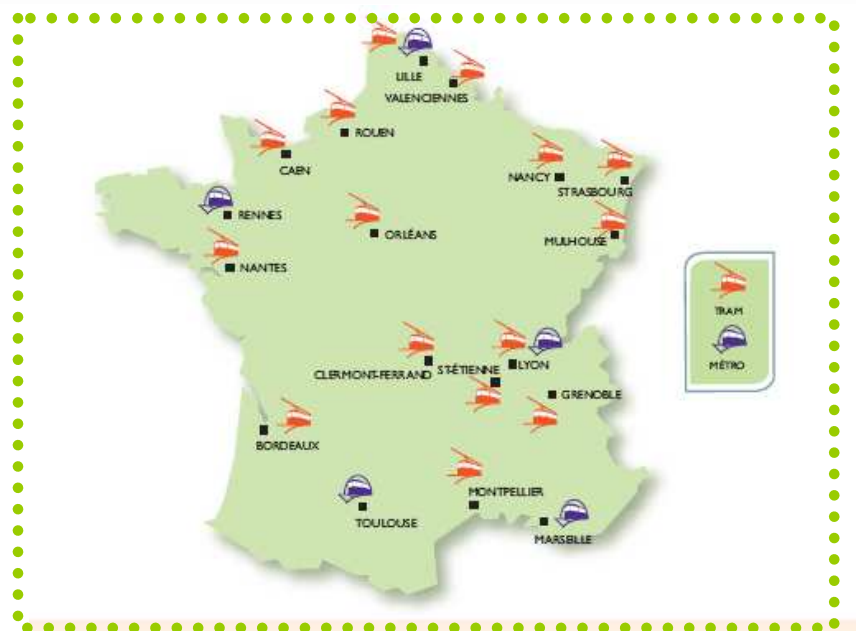 LILLE
VALENCIENNES
ROUEN
CAEN
NANCY
STRASBOURG
RENNES
ORLÉANS
MULHOUSE
NANTES
TRAM
MÉTRO
CLERMONT-FERRAND
ST-ÉTIENNE
LYON
GRENOBLE
BORDEAUX
MONTPELLIER
TOULOUSE
MARSEILLE